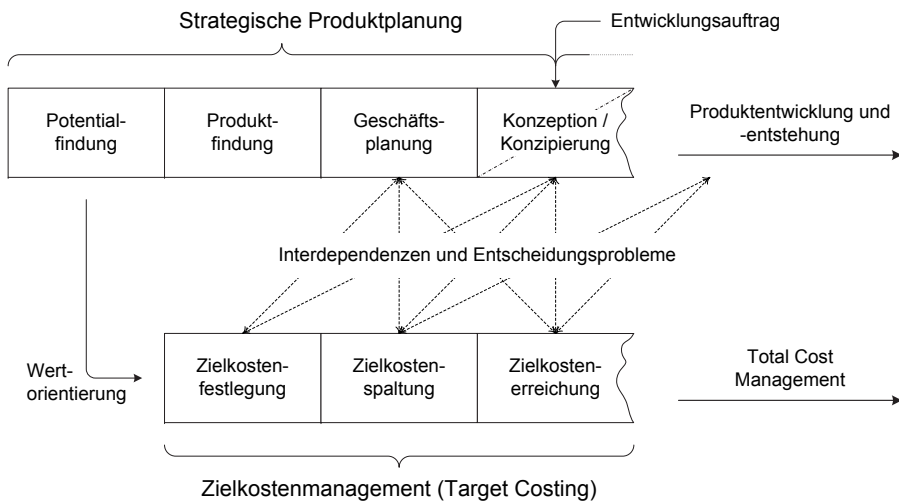 Strategische Produktplanung
Entwicklungsauftrag
Potential-
findung
Produkt-
findung
Geschäfts-
planung
Konzeption /
Konzipierung
Produktentwicklung und
-entstehung
Interdependenzen und Entscheidungsprobleme
Wert-
orientierung
Zielkosten-
festlegung
Zielkosten-
spaltung
Zielkosten-
erreichung
Total Cost
Management
Zielkostenmanagement (Target Costing)